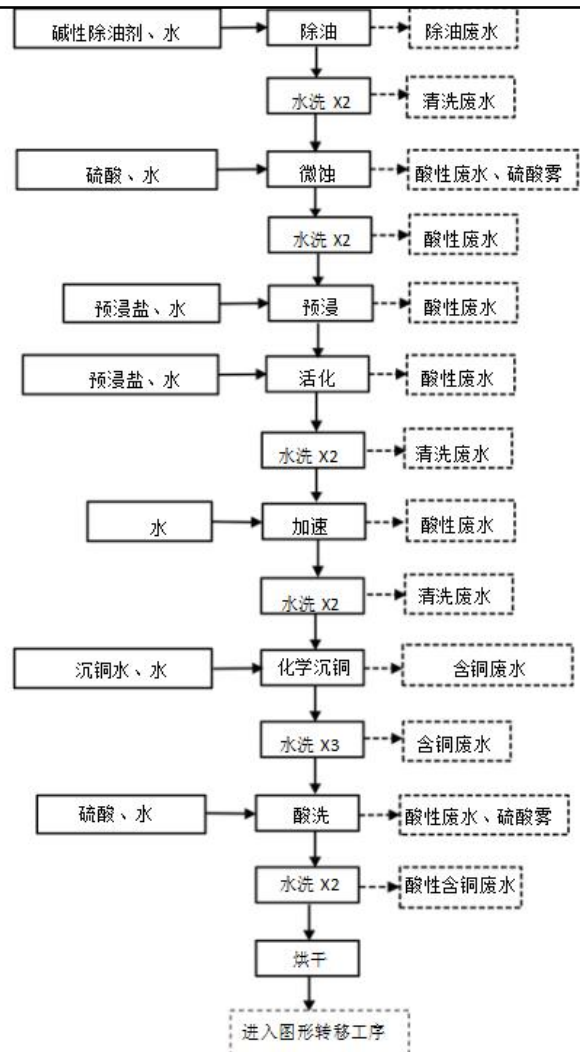 碱性除油剂、水
除油
除油废水
水洗 X2
清洗废水
硫酸、水
微蚀
酸性废水、硫酸雾
水洗 X2
酸性废水
预浸盐、水
预浸
酸性废水
预浸盐、水
活化
酸性废水
水洗 X2
清洗废水
水
加速
酸性废水
水洗 X2
清洗废水
沉铜水、水
化学沉铜
含铜废水
水洗 X3
含铜废水
硫酸、水
酸洗
酸性废水、硫酸雾
水洗 X2
酸性含铜废水
烘干
进入图形转移工序